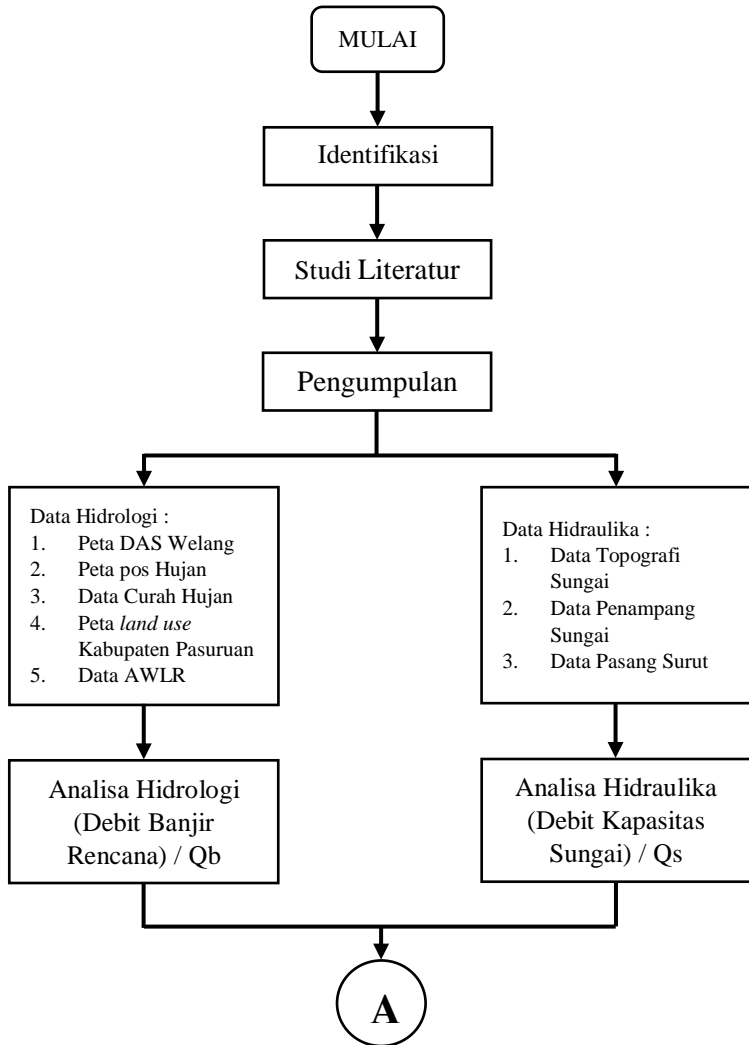 MULAI
Identifikasi
Studi Literatur
Pengumpulan
Data Hidrologi :
1. Peta DAS Welang
2. Peta pos Hujan
3. Data Curah Hujan
4. Peta land use
Kabupaten Pasuruan
5. Data AWLR
Data Hidraulika :
1. Data Topografi
Sungai
2. Data Penampang
Sungai
3. Data Pasang Surut
Analisa Hidrologi
(Debit Banjir
Rencana) / Qb
Analisa Hidraulika
(Debit Kapasitas
Sungai) / Qs
A